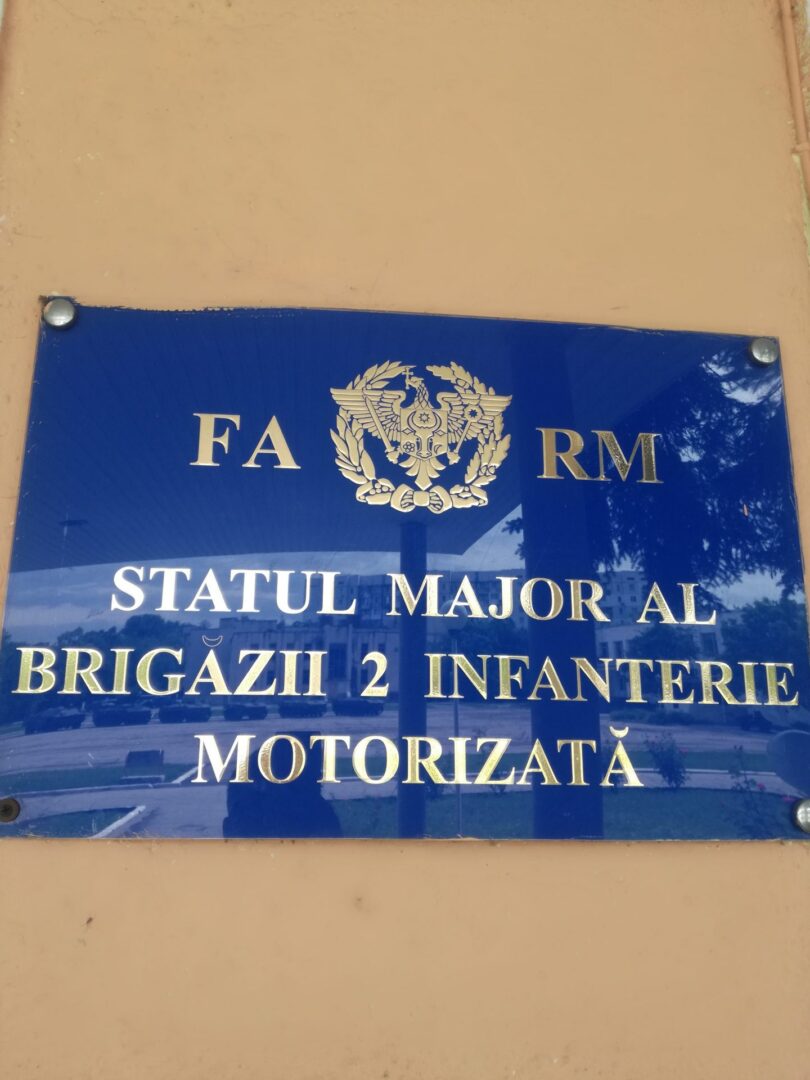 FA RM
STATUL MAJOR AL
BRIGĂZII 2 INFANTERIE
MOTORIZATĂ